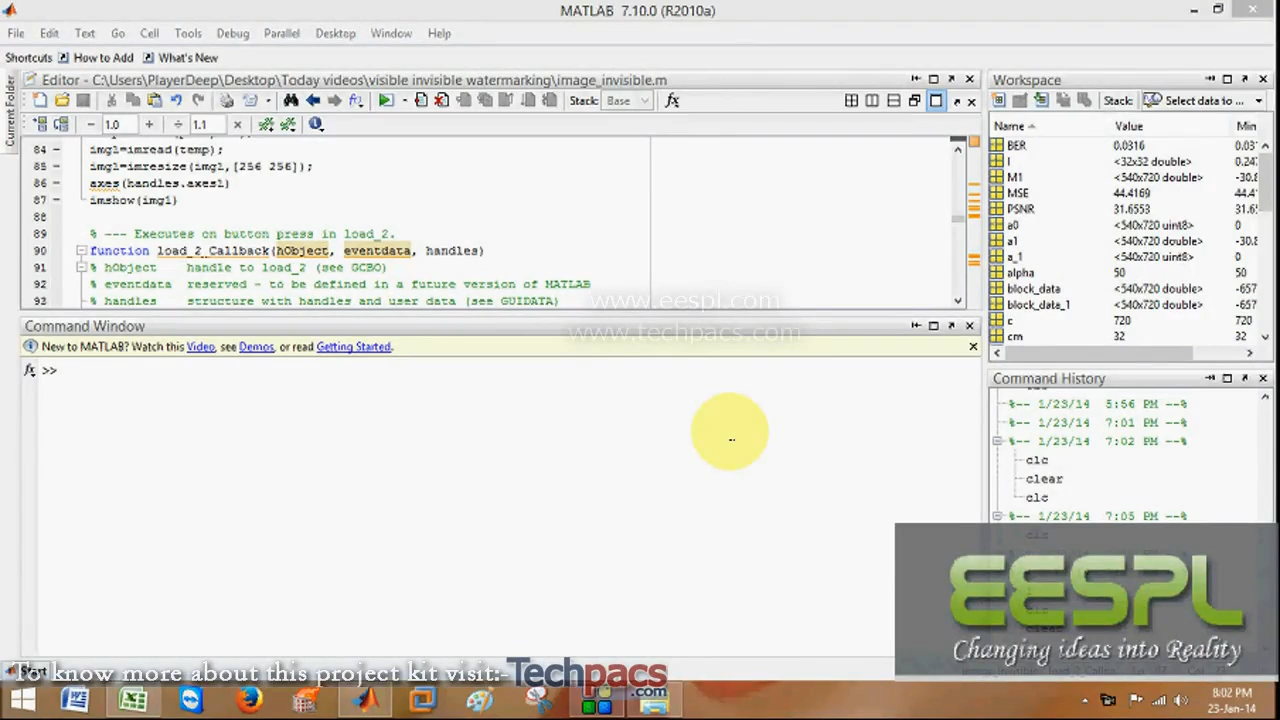 MATLAB 7.10.0 (R2010a)
File Edit Text Go Cell Tools Debug Parallel Desktop Window Help
Shortcuts How to Add What's New
Current Folder
Editor - C:\Users\PlayerDeep\Desktop\Today videos\visible invisible watermarking\image_invisible.m
Stack: Base
1.0 1.1
84 img1=imread(temp);
85 img1=imresize(img1,[256 256]);
86 axes(handles.axes1)
87 imshow(img1)
88
89 % --- Executes on button press in load_2.
90 function load_2_Callback(hObject, eventdata, handles)
91 % hObject handle to load_2 (see GCBO)
92 % eventdata reserved - to be defined in a future version of MATLAB
93 % handles structure with handles and user data (see GUIDATA)
www.eespl.com
www.techpacs.com
Command Window
New to MATLAB? Watch this Video, see Demos, or read Getting Started.
fx >>
Workspace
Stack: Select data to ...
Name Value Min
BER 0.0316 0.03
I <32x32 double> 0.24
M1 <540x720 double> -30.8
MSE 44.4169 44.4
PSNR 31.6553 31.6
a0 <540x720 uint8> 0
a1 <540x720 double> -30.8
a_1 <540x720 uint8> 0
alpha 50 50
block_data <540x720 double> -657
block_data_1 <540x720 double> -657
c 720 720
cm 32 32
Command History
%-- 1/23/14 5:56 PM --%
%-- 1/23/14 7:01 PM --%
%-- 1/23/14 7:02 PM --%
clc
clear
clc
%-- 1/23/14 7:05 PM --%
clc
EESPL
Changing ideas into Reality
Start
To know more about this project kit visit:- Techpacs.com
8:02 PM
23-Jan-14